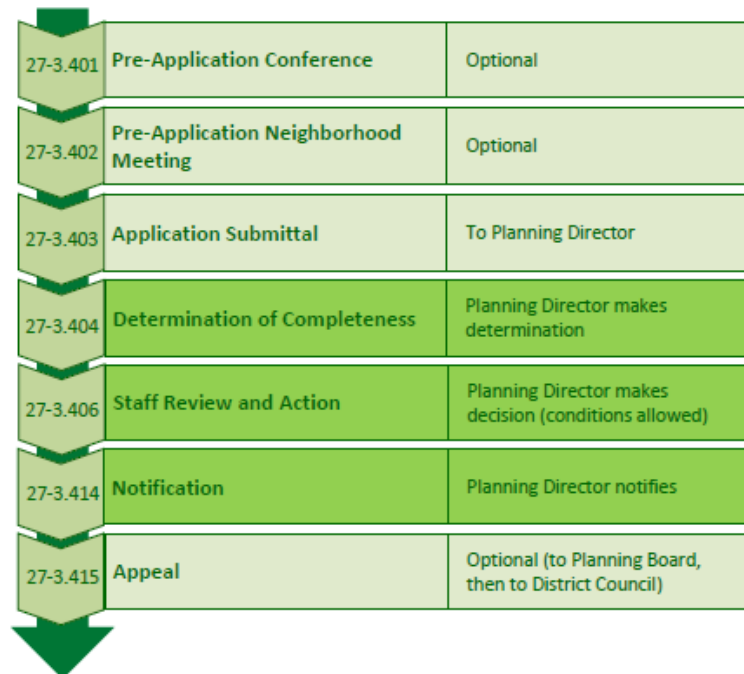 27-3.401 Pre-Application Conference Optional
27-3.402 Pre-Application Neighborhood
Meeting Optional
27-3.403 Application Submittal To Planning Director
27-3.404 Determination of Completeness Planning Director makes
determination
27-3.406 Staff Review and Action Planning Director makes
decision (conditions allowed)
27-3.414 Notification Planning Director notifies
27-3.415 Appeal Optional (to Planning Board,
then to District Council)